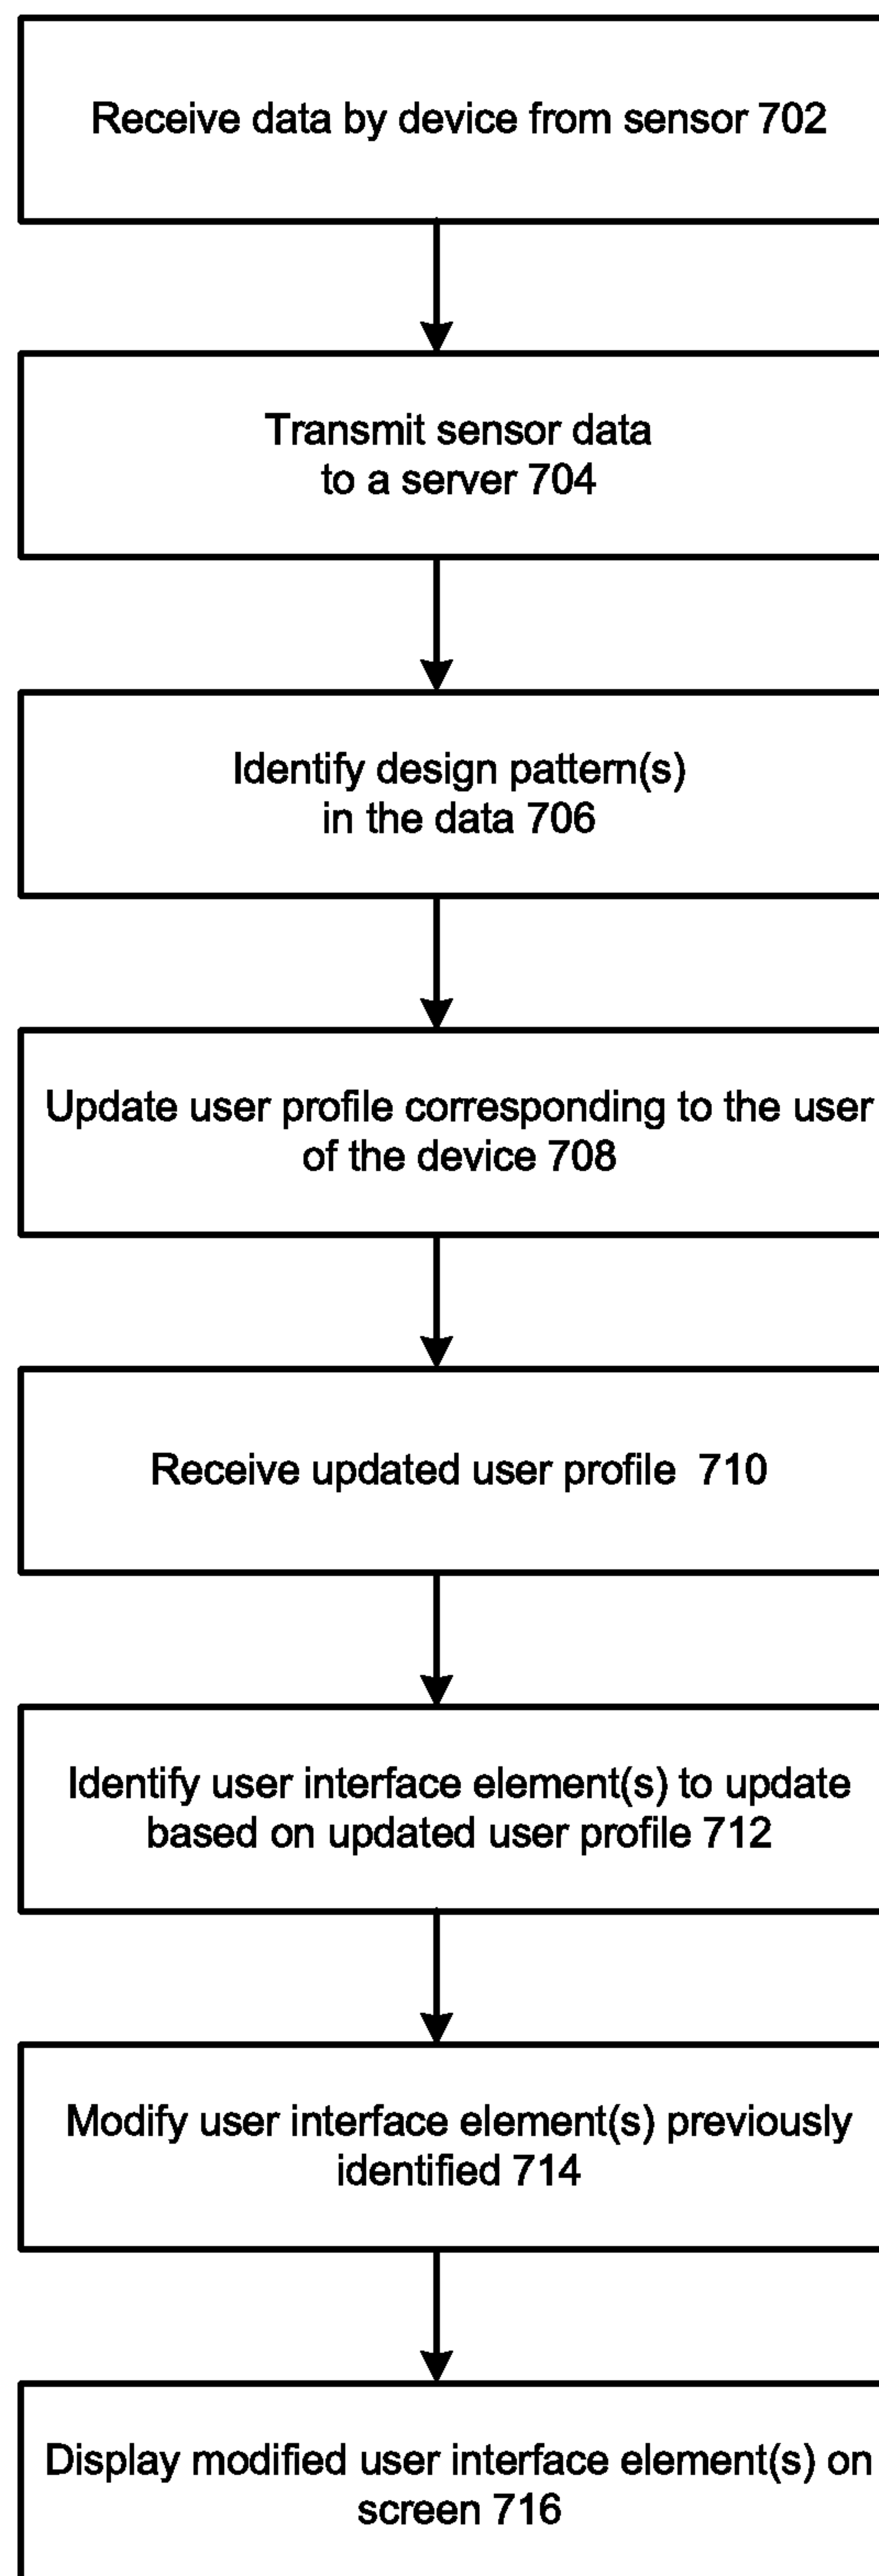 Receive data by device from sensor 702
Transmit sensor data
to a server 704
Identify design pattern(s)
in the data 706
Update user profile corresponding to the user
of the device 708
Receive updated user profile 710
Identify user interface element(s) to update
based on updated user profile 712
Modify user interface element(s) previously
identified 714
Display modified user interface element(s) on
screen 716